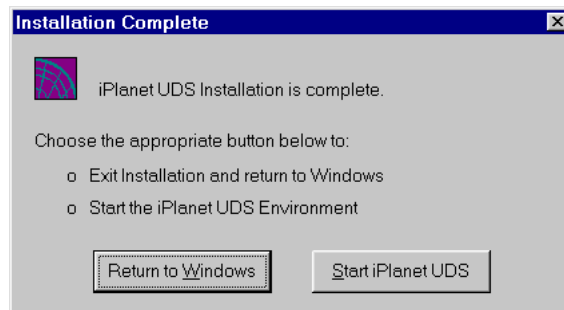 Installation Complete
iPlanet UDS Installation is complete.
Choose the appropriate button below to:
o Exit Installation and return to Windows
o Start the iPlanet UDS Environment
Return to Windows Start iPlanet UDS